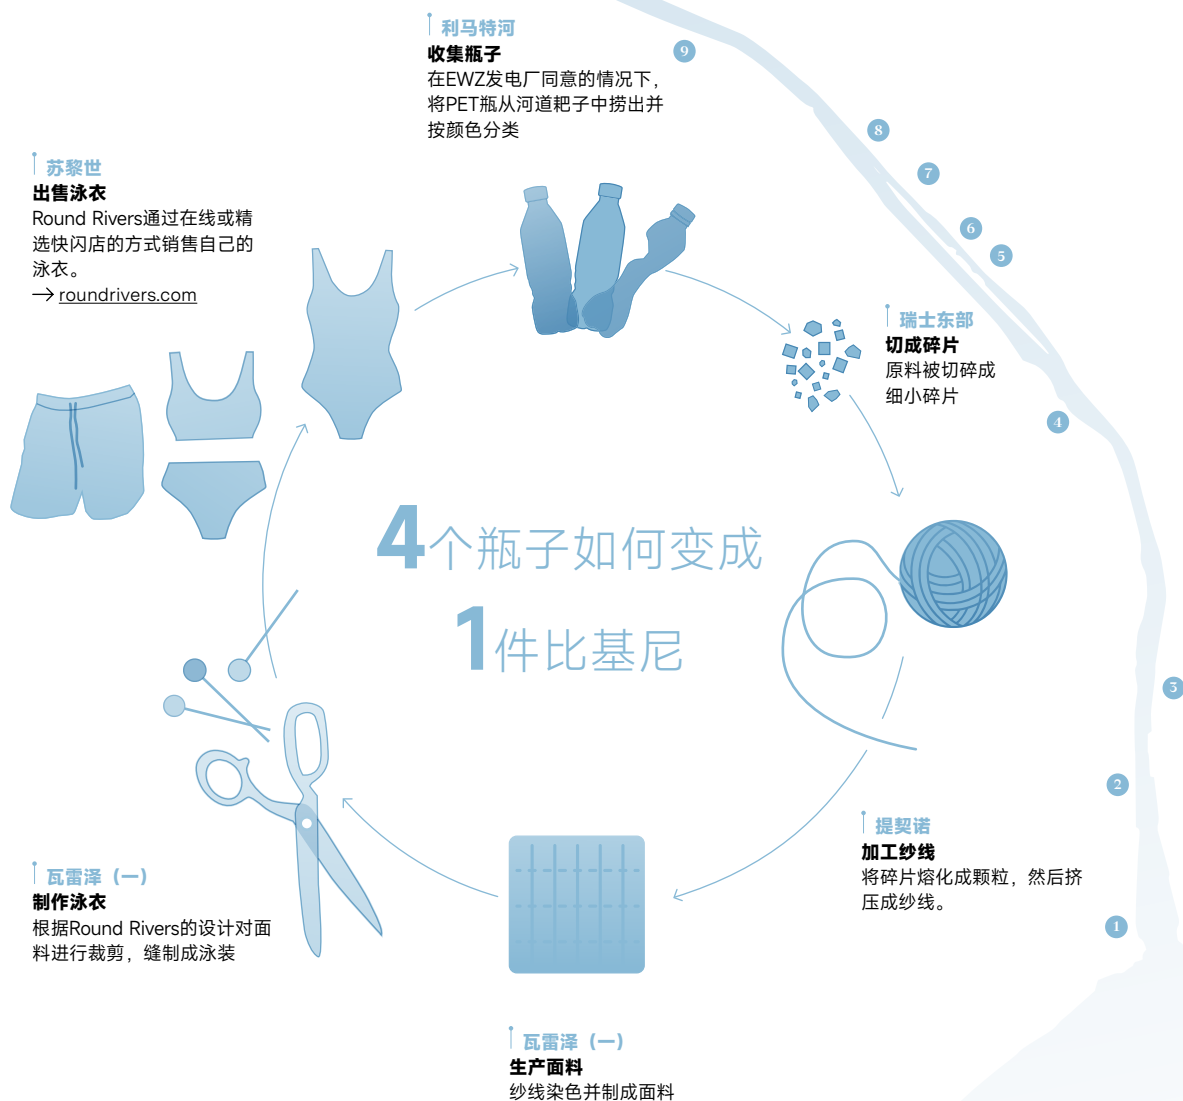 利马特河
收集瓶子
在EWZ发电厂同意的情况下，
将PET瓶从河道耙子中捞出并
按颜色分类
9
8
7
6
5
苏黎世
出售泳衣
Round Rivers通过在线或精
选快闪店的方式销售自己的
泳衣。
→ roundrivers.com
瑞士东部
切成碎片
原料被切碎成
细小碎片
4
4个瓶子如何变成
1件比基尼
3
2
提契诺
加工纱线
将碎片熔化成颗粒，然后挤
压成纱线。
1
瓦雷泽（一）
制作泳衣
根据Round Rivers的设计对面
料进行裁剪，缝制成泳装
瓦雷泽（一）
生产面料
纱线染色并制成面料